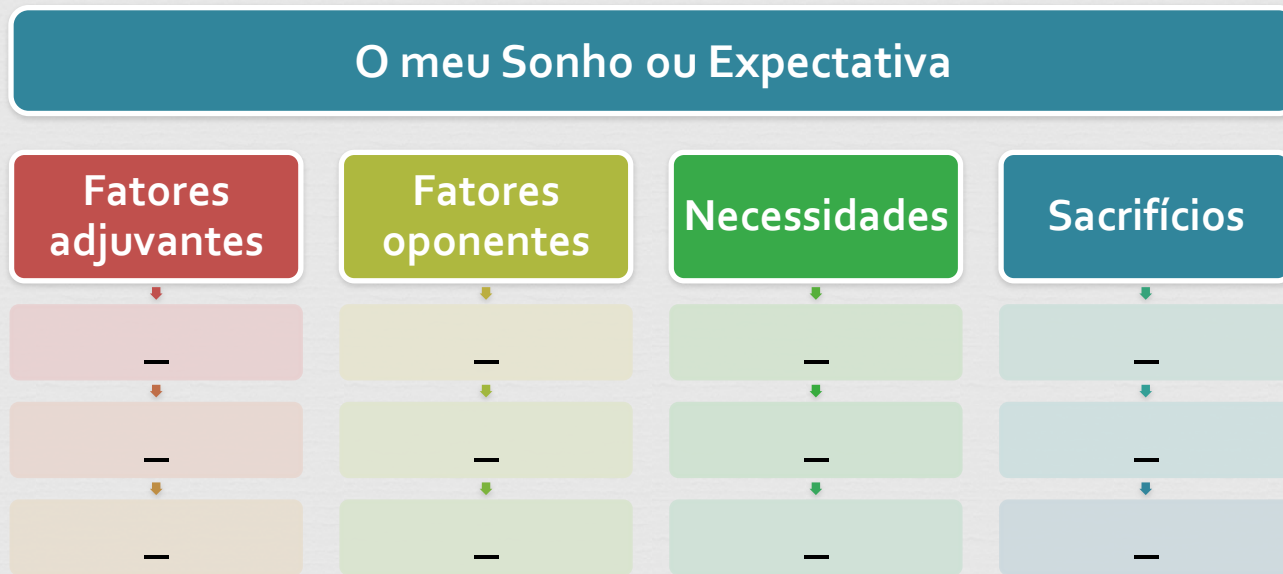 O meu Sonho ou Expectativa
Fatores
adjuvantes
Fatores
oponentes
Necessidades
Sacrifícios
_ _ _ _
_ _ _ _
_ _ _ _